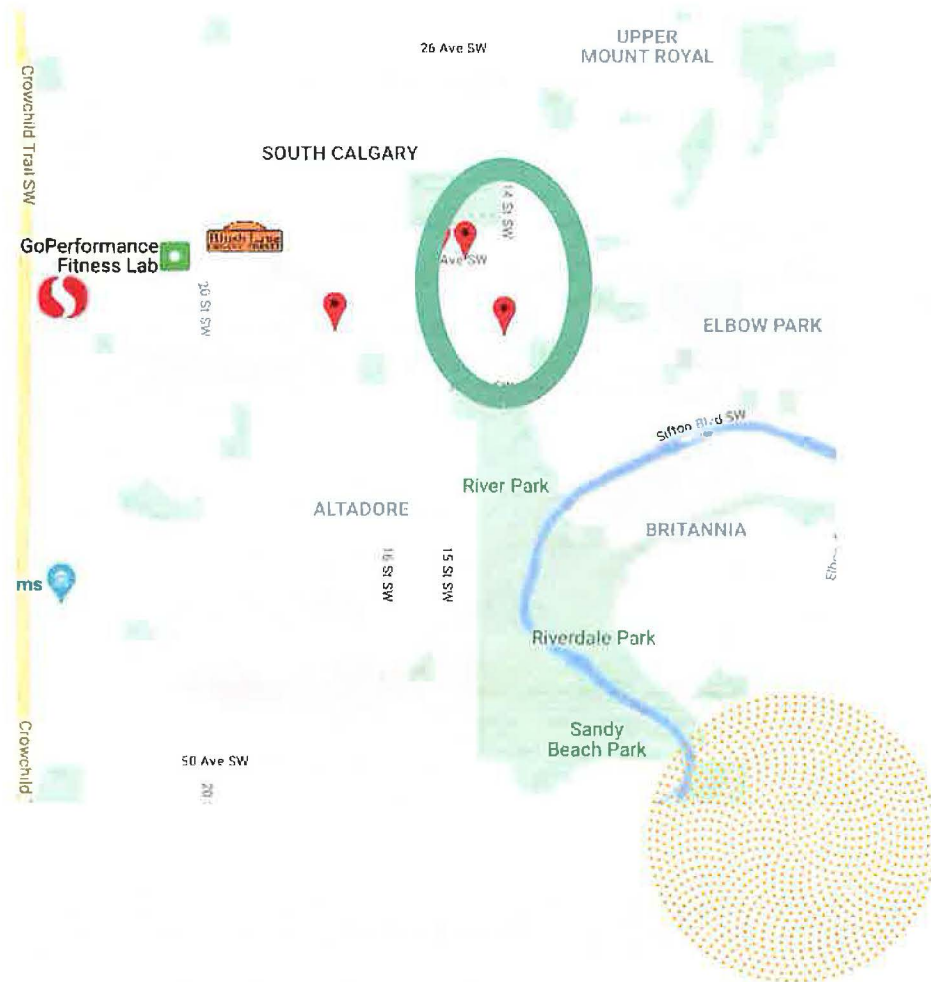 26 Ave SW
UPPER
MOUNT ROYAL
Crowchild Trail SW
SOUTH CALGARY
14 St SW
GoPerformance
Fitness Lab
Ave SW
20 St SW
ELBOW PARK
Sifton Blvd SW
River Park
ALTADORE
BRITANNIA
16 St SW
15 St SW
ms
Riverdale Park
Sandy
Beach Park
Crowchild
50 Ave SW